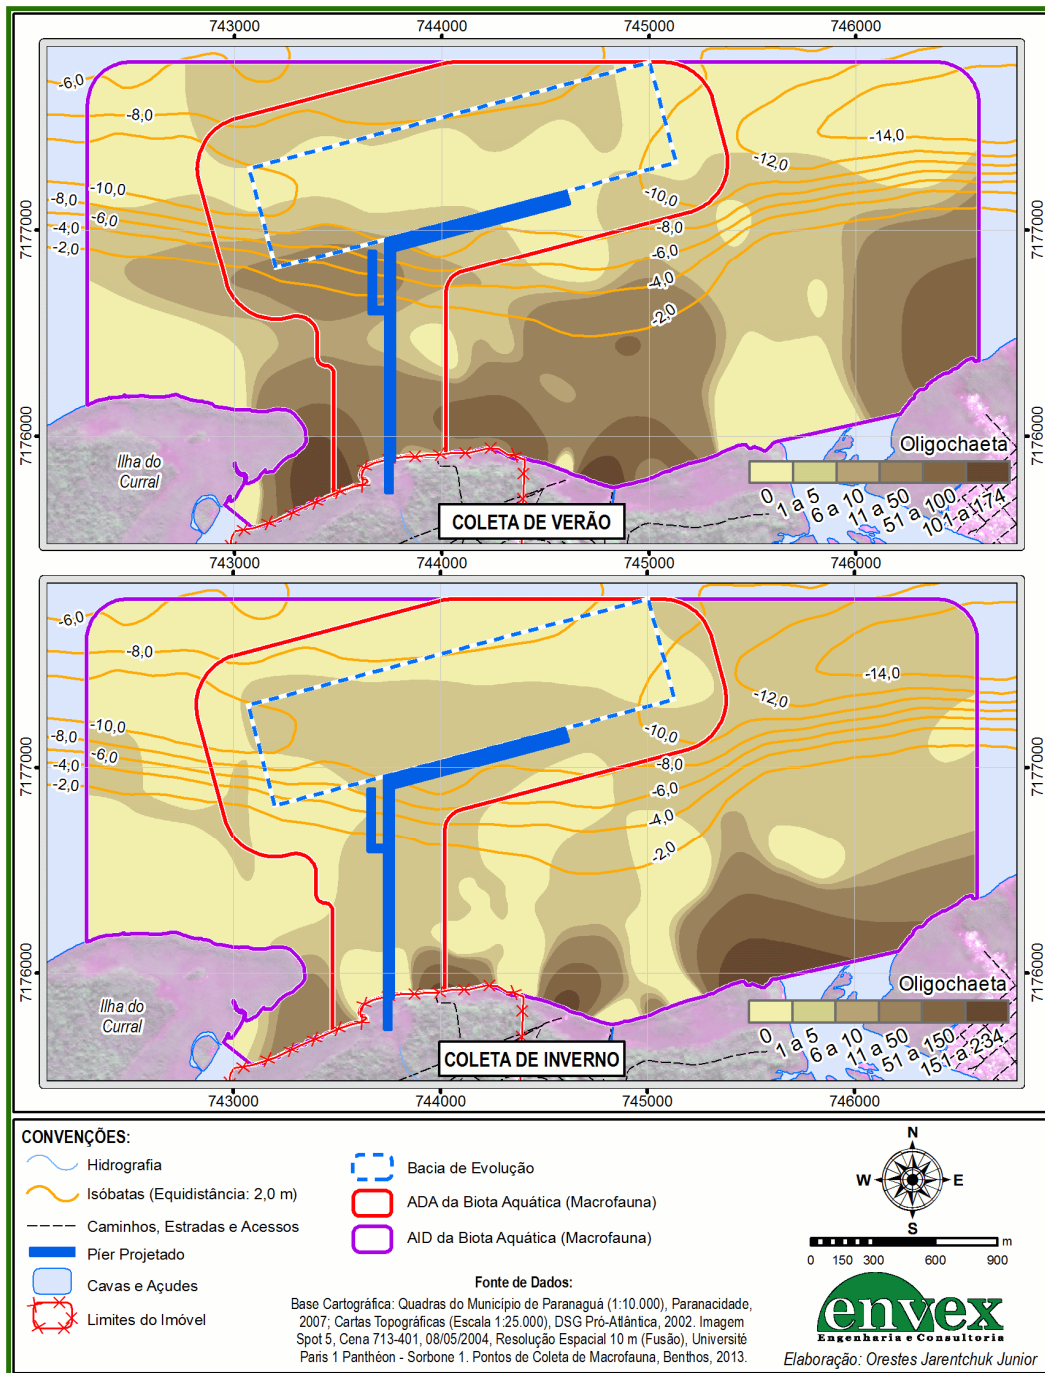 743000 744000 745000 746000
-6,0
-8,0
-14,0
-12,0
-10,0
-10,0
-8,0
-6,0
-4,0
-2,0
-8,0
-6,0
-4,0
-2,0
7177000
7177000
7176000
7176000
Ilha do
Curral
Oligochaeta
0
1 a 5
6 a 10
11 a 50
51 a 100
101 a 174
COLETA DE VERÃO
743000 744000 745000 746000
-6,0
-8,0
-14,0
-12,0
-10,0
-10,0
-8,0
-6,0
-4,0
-2,0
-8,0
-6,0
-4,0
-2,0
7177000
7177000
7176000
7176000
Ilha do
Curral
Oligochaeta
0
1 a 5
6 a 10
11 a 50
51 a 150
151 a 234
COLETA DE INVERNO
743000 744000 745000 746000
CONVENÇÕES:
Hidrografia
Isóbatas (Equidistância: 2,0 m)
Caminhos, Estradas e Acessos
Píer Projetado
Cavas e Açudes
Limites do Imóvel
Bacia de Evolução
ADA da Biota Aquática (Macrofauna)
AID da Biota Aquática (Macrofauna)
N
W E
S
m
0 150 300 600 900
Fonte de Dados:
Base Cartográfica: Quadras do Município de Paranaguá (1:10.000), Paranacidade,
2007; Cartas Topográficas (Escala 1:25.000), DSG Pró-Atlântica, 2002. Imagem
Spot 5, Cena 713-401, 08/05/2004, Resolução Espacial 10 m (Fusão), Université
Paris 1 Panthéon - Sorbone 1. Pontos de Coleta de Macrofauna, Benthos, 2013.
envex
Engenharia e Consultoria
Elaboração: Orestes Jarentchuk Junior